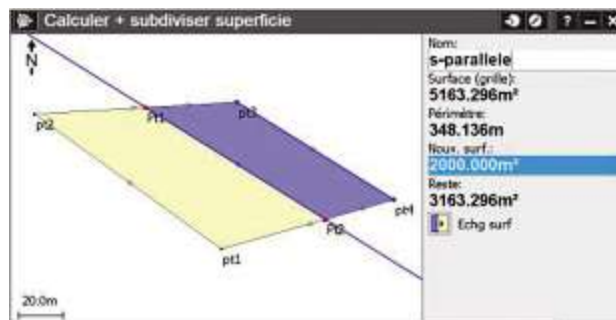 Calculer + subdiviser superficie
? − X
N
pt2
Pt1
pt3
pt4
Pt2
pt1
20.0m
Nom:
s-parallele
Surface (grille):
5163.296m²
Périmètre:
348.136m
Nouv. surf.:
2000.000m²
Reste:
3163.296m²
Echg surf